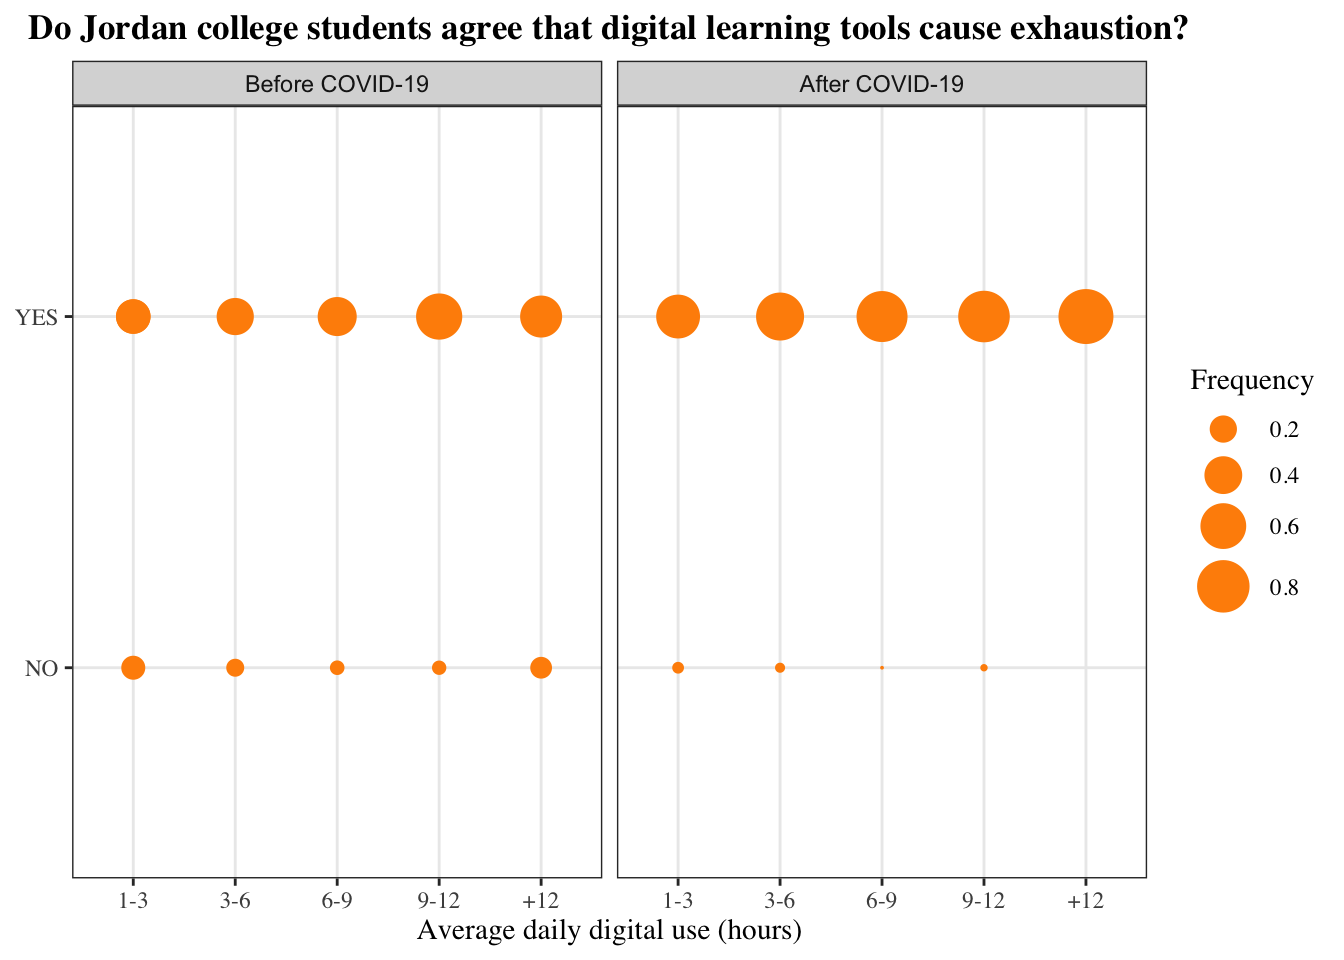 Do Jordan college students agree that digital learning tools cause exhaustion?
Before COVID-19
After COVID-19
YES
NO
1-3
3-6
6-9
9-12
+12
1-3
3-6
6-9
9-12
+12
Average daily digital use (hours)
Frequency
0.2
0.4
0.6
0.8